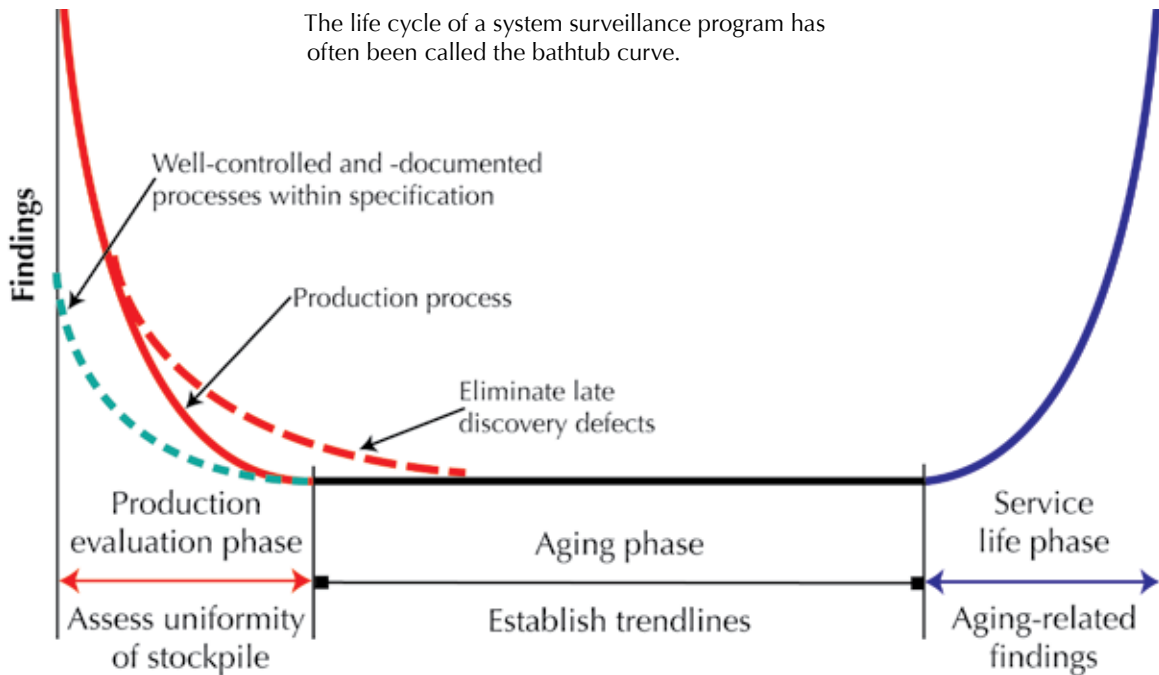 The life cycle of a system surveillance program has
often been called the bathtub curve.
Findings
Well-controlled and -documented
processes within specification
Production process
Eliminate late
discovery defects
Production
evaluation phase
Aging phase
Service
life phase
Assess uniformity
of stockpile
Establish trendlines
Aging-related
findings